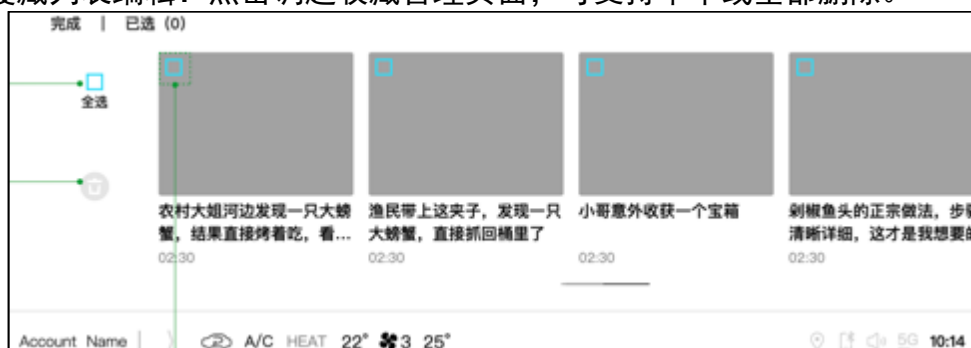 完成 | 已选 (0)
全选
农村大姐河边发现一只大螃
蟹，结果直接烤着吃，看...
02:30
渔民带上这夹子，发现一只
大螃蟹，直接抓回桶里了
02:30
小哥意外收获一个宝箱
02:30
剁椒鱼头的正宗做法，步
清晰详细，这才是我想要
02:30
Account Name | A/C HEAT 22° 3 25° 5G 10:14